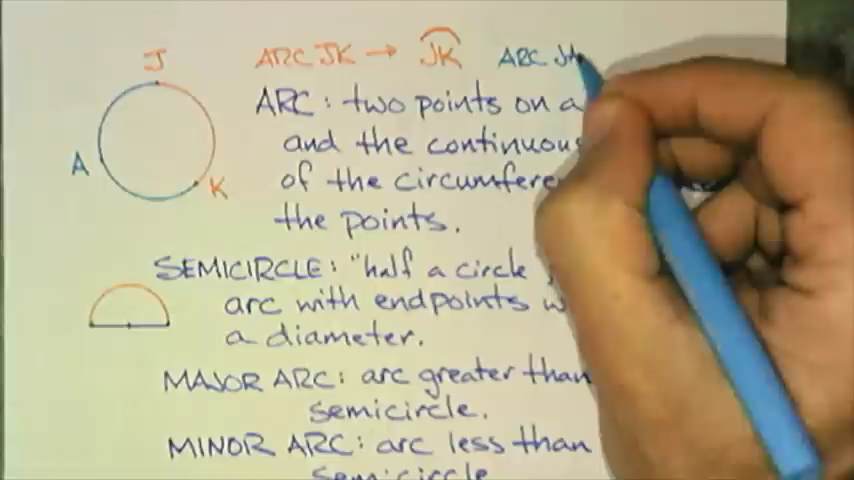 J
A
K
ARC JK → JK ARC J
ARC: two points on a
and the continuous
of the circumfere
the points.
SEMICIRCLE: "half a circle
arc with endpoints
a diameter.
MAJOR ARC: arc greater than
semicircle.
MINOR ARC: arc less than
semicircle